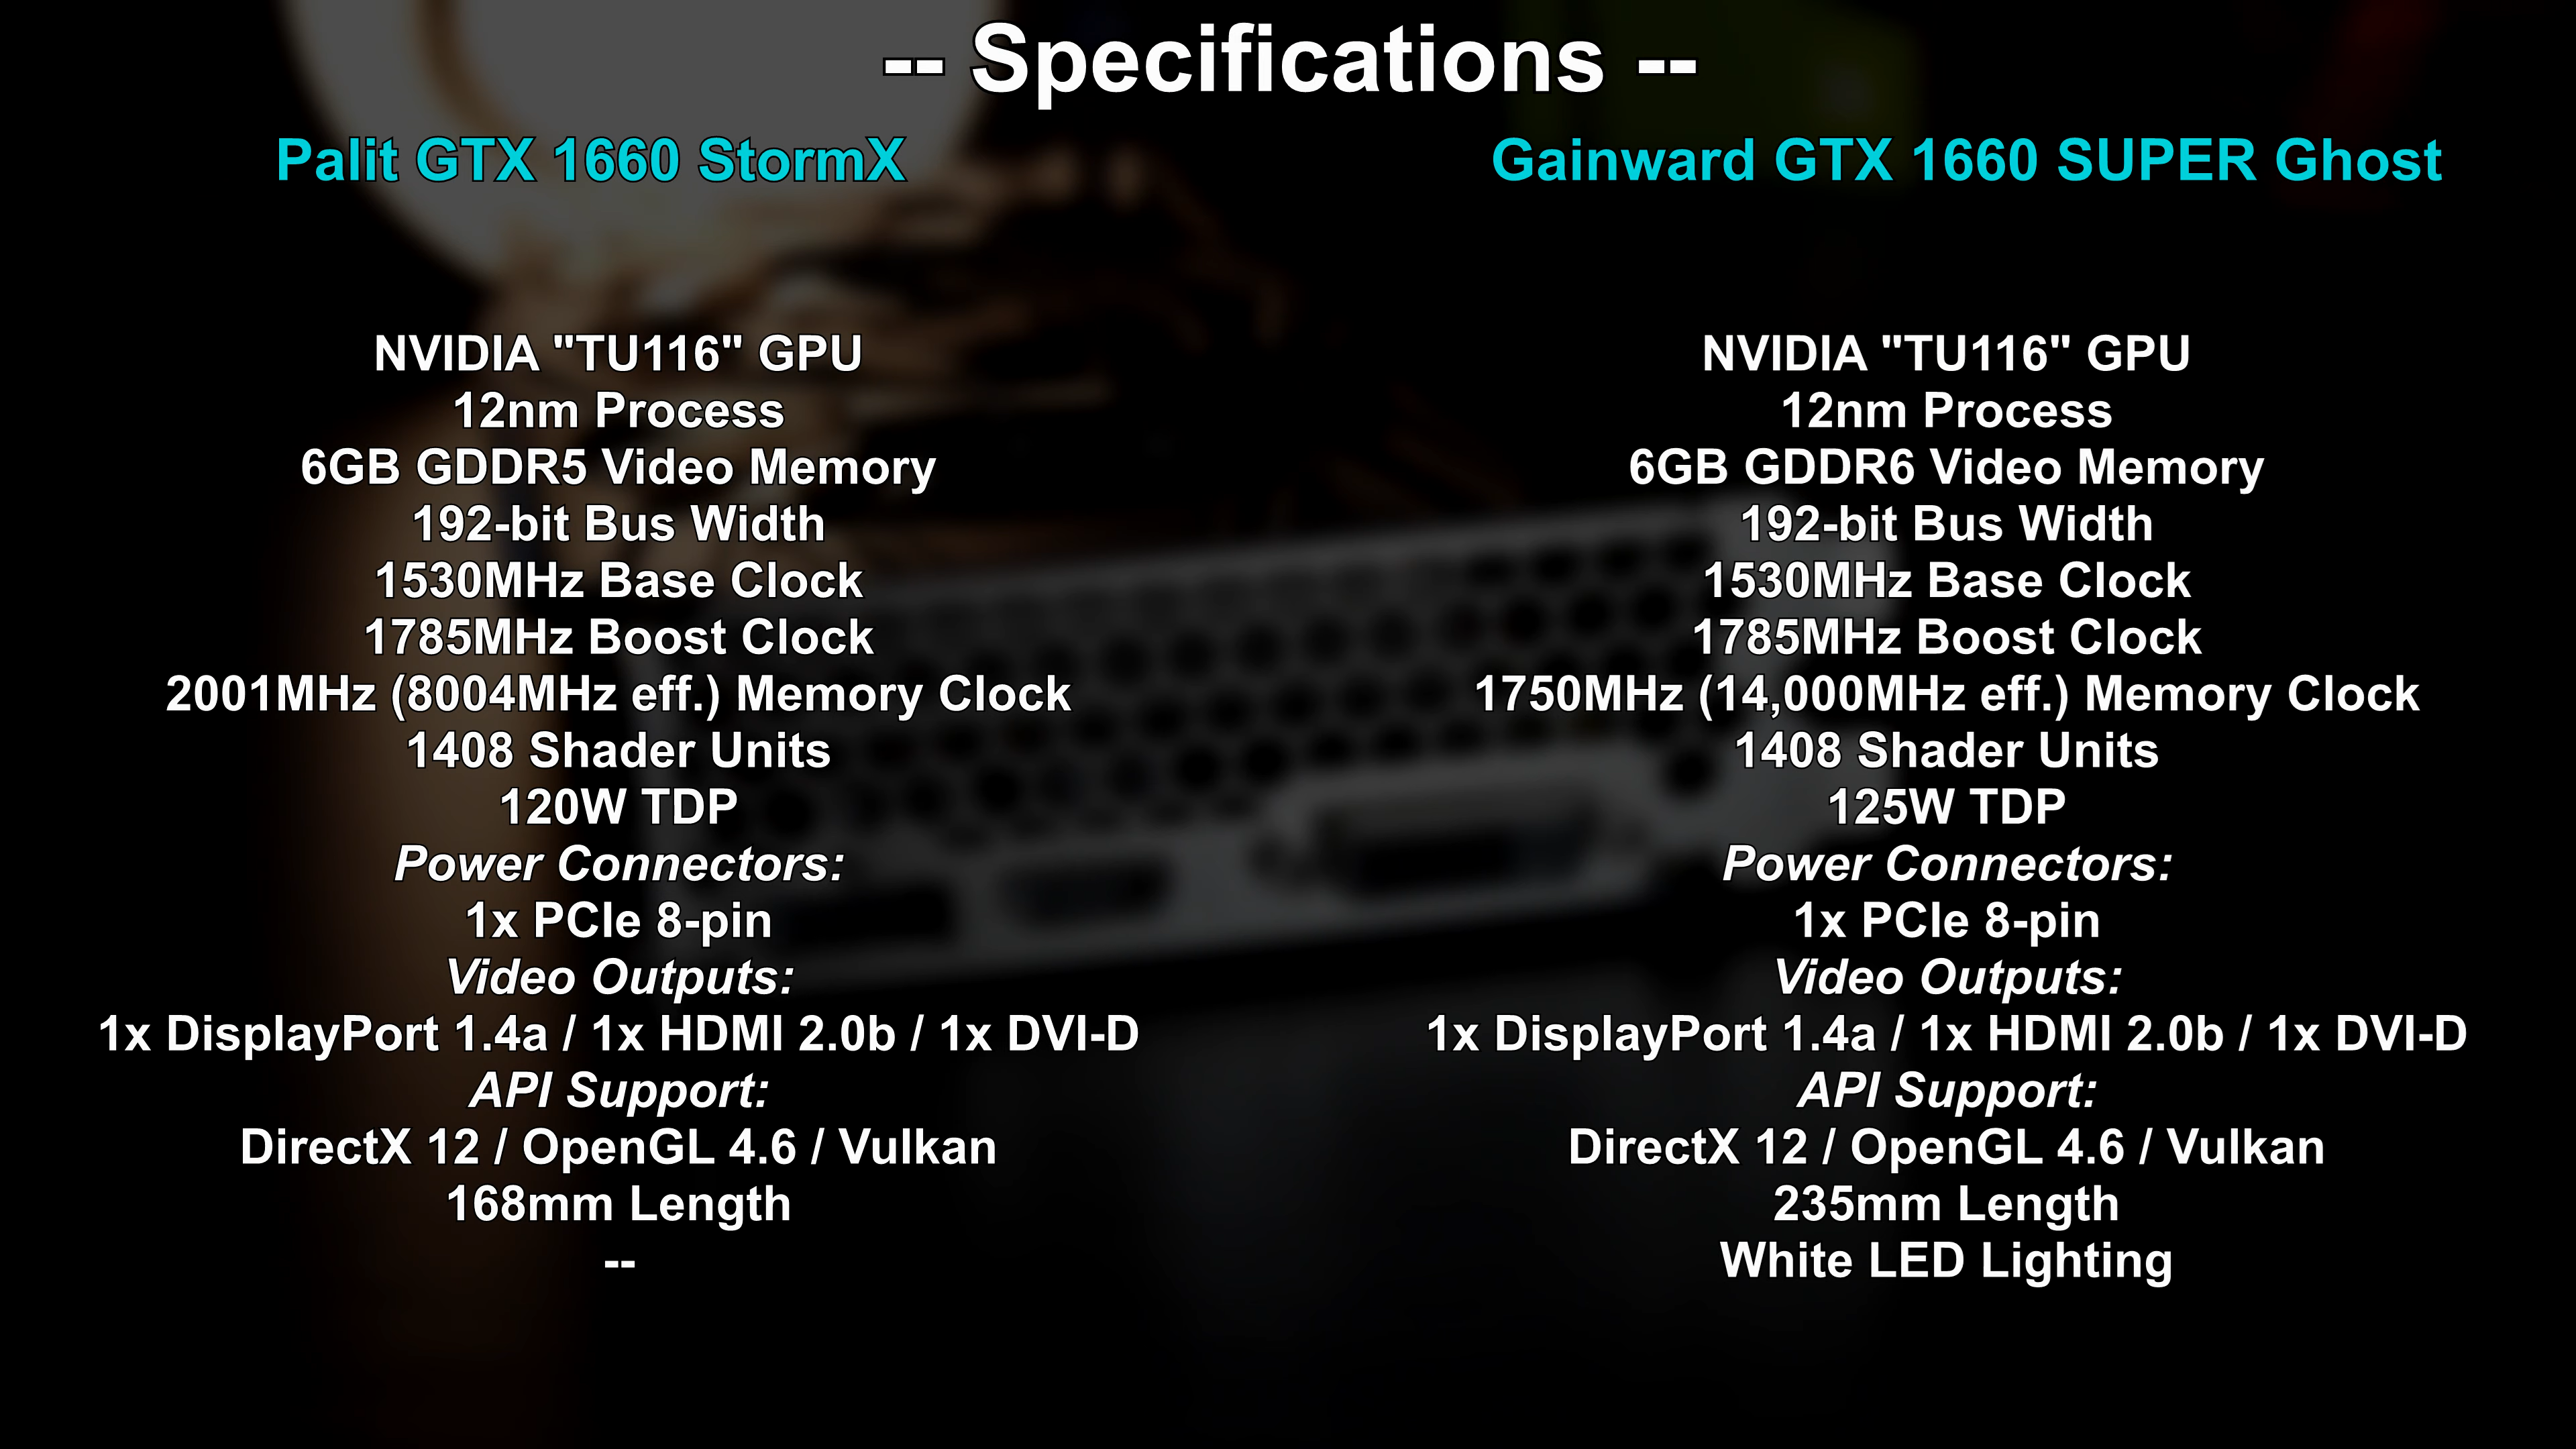 -- Specifications --
Palit GTX 1660 StormX
NVIDIA "TU116" GPU
12nm Process
6GB GDDR5 Video Memory
192-bit Bus Width
1530MHz Base Clock
1785MHz Boost Clock
2001MHz (8004MHz eff.) Memory Clock
1408 Shader Units
120W TDP
Power Connectors:
1x PCIe 8-pin
Video Outputs:
1x DisplayPort 1.4a / 1x HDMI 2.0b / 1x DVI-D
API Support:
DirectX 12 / OpenGL 4.6 / Vulkan
168mm Length
--
Gainward GTX 1660 SUPER Ghost
NVIDIA "TU116" GPU
12nm Process
6GB GDDR6 Video Memory
192-bit Bus Width
1530MHz Base Clock
1785MHz Boost Clock
1750MHz (14,000MHz eff.) Memory Clock
1408 Shader Units
125W TDP
Power Connectors:
1x PCIe 8-pin
Video Outputs:
1x DisplayPort 1.4a / 1x HDMI 2.0b / 1x DVI-D
API Support:
DirectX 12 / OpenGL 4.6 / Vulkan
235mm Length
White LED Lighting